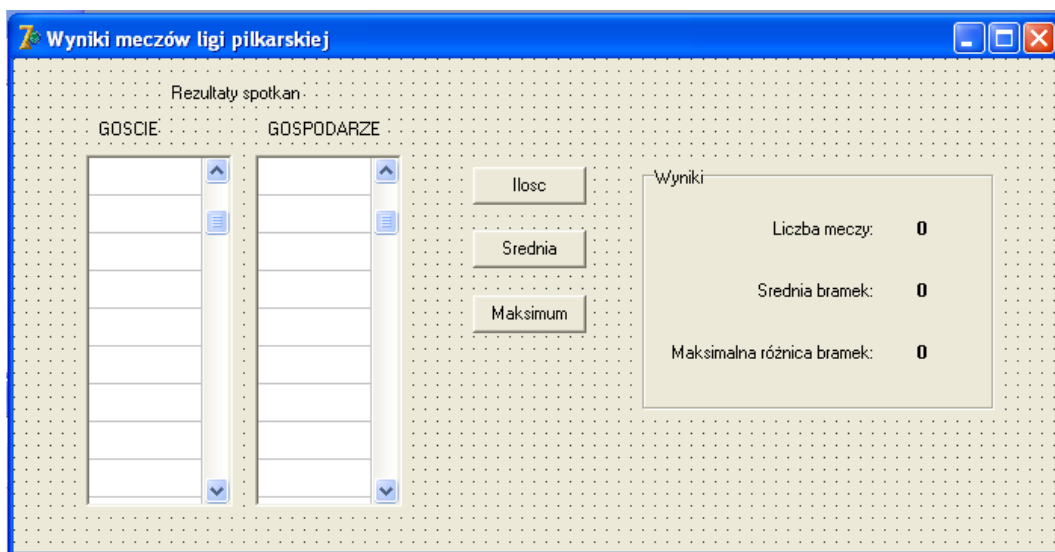 Wyniki meczów ligi pilkarskiej
Rezultaty spotkan
GOSCIE GOSPODARZE
Ilosc
Srednia
Maksimum
Wyniki
Liczba meczy: 0
Srednia bramek: 0
Maksimalna różnica bramek: 0